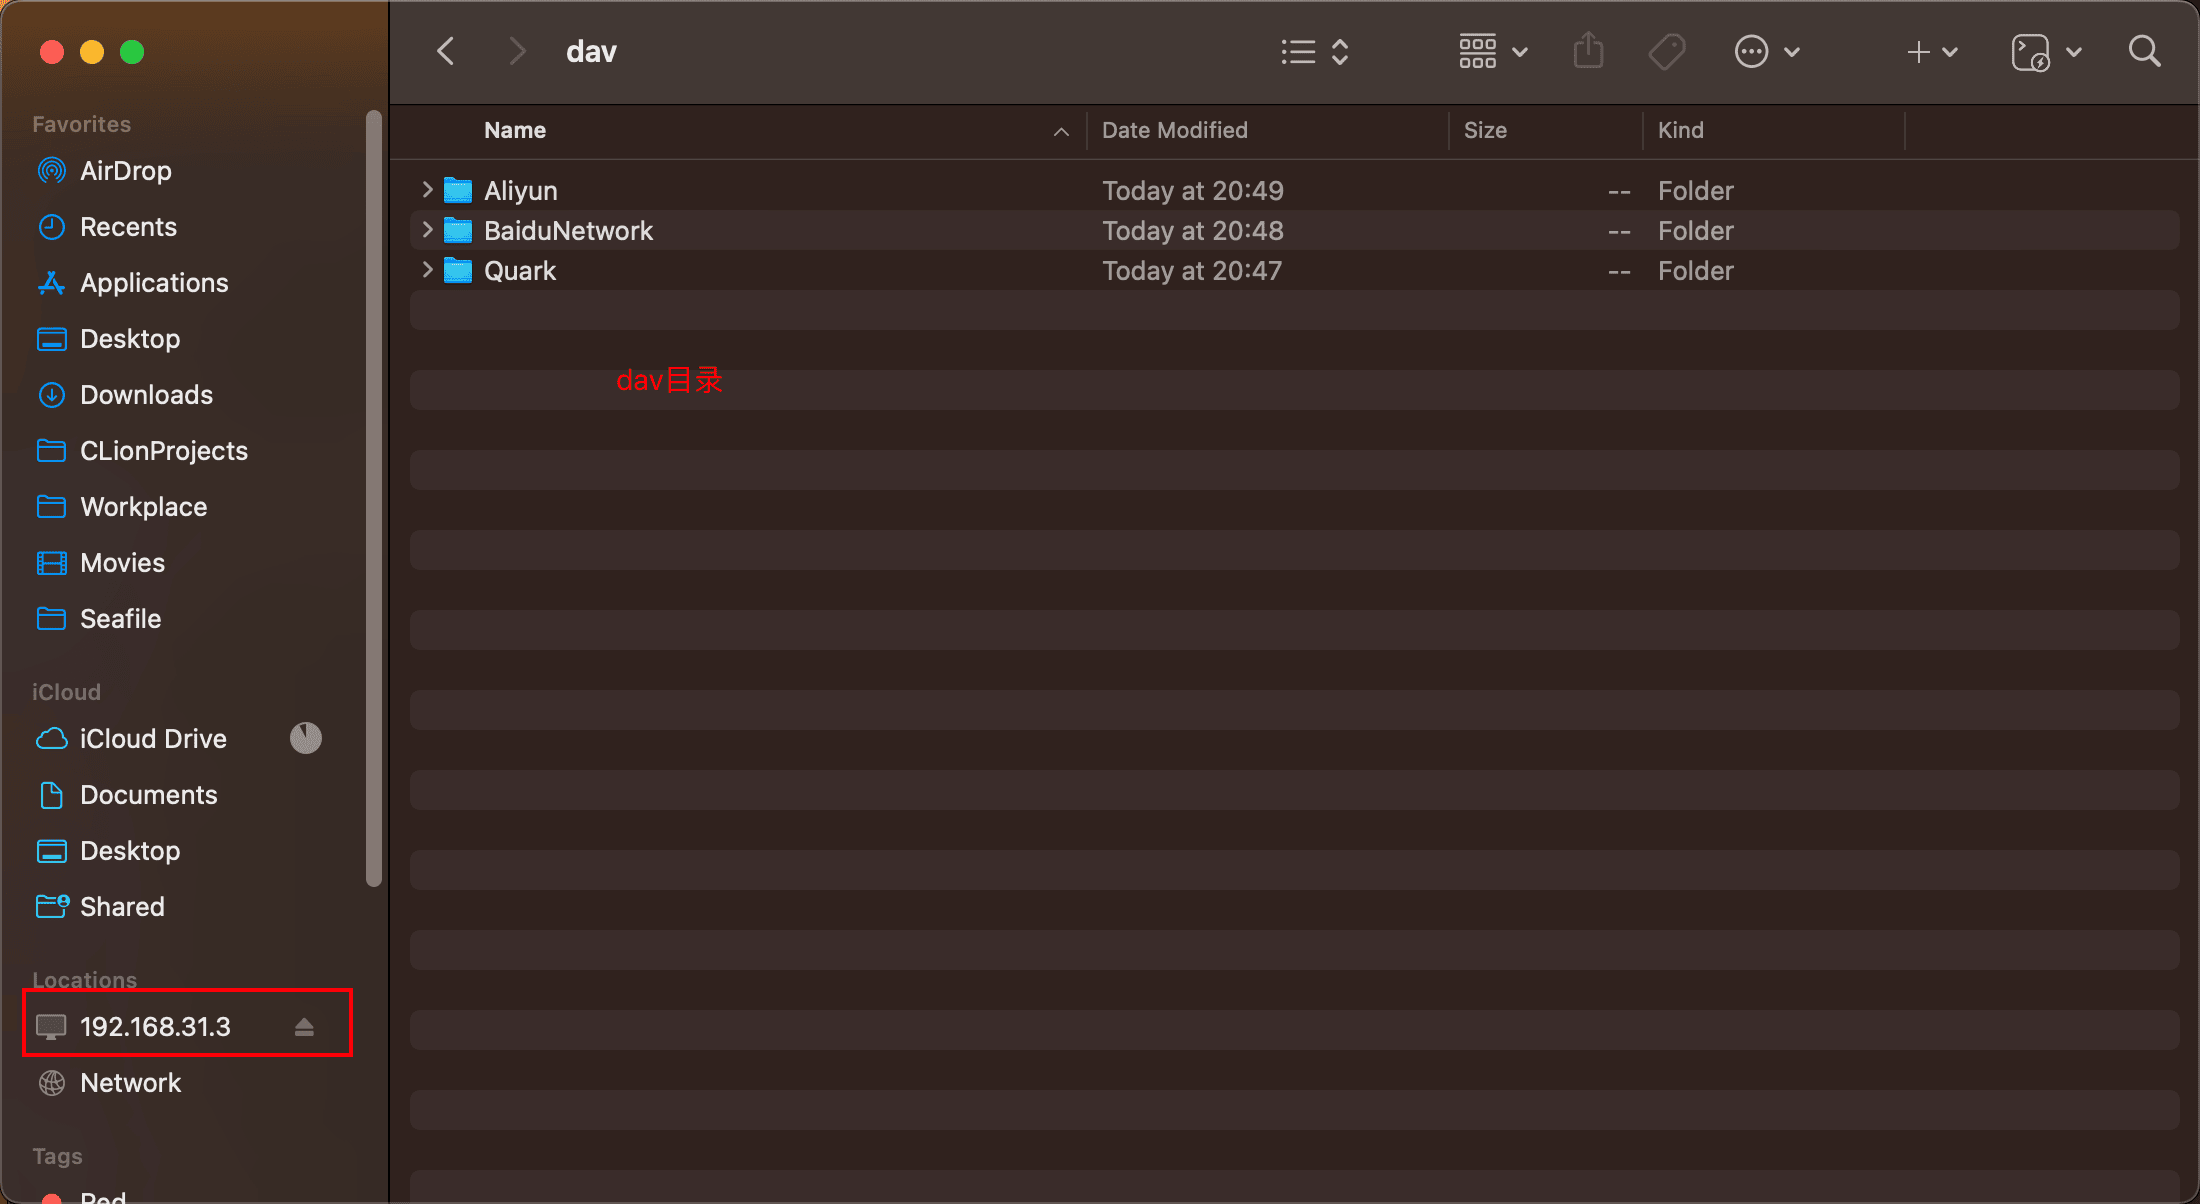 dav
Favorites
AirDrop
Recents
Applications
Desktop
Downloads
CLionProjects
Workplace
Movies
Seafile
iCloud
iCloud Drive
Documents
Desktop
Shared
Locations
192.168.31.3
Network
Tags
Red
Name Date Modified Size Kind
Aliyun Today at 20:49 -- Folder
BaiduNetwork Today at 20:48 -- Folder
Quark Today at 20:47 -- Folder
dav目录